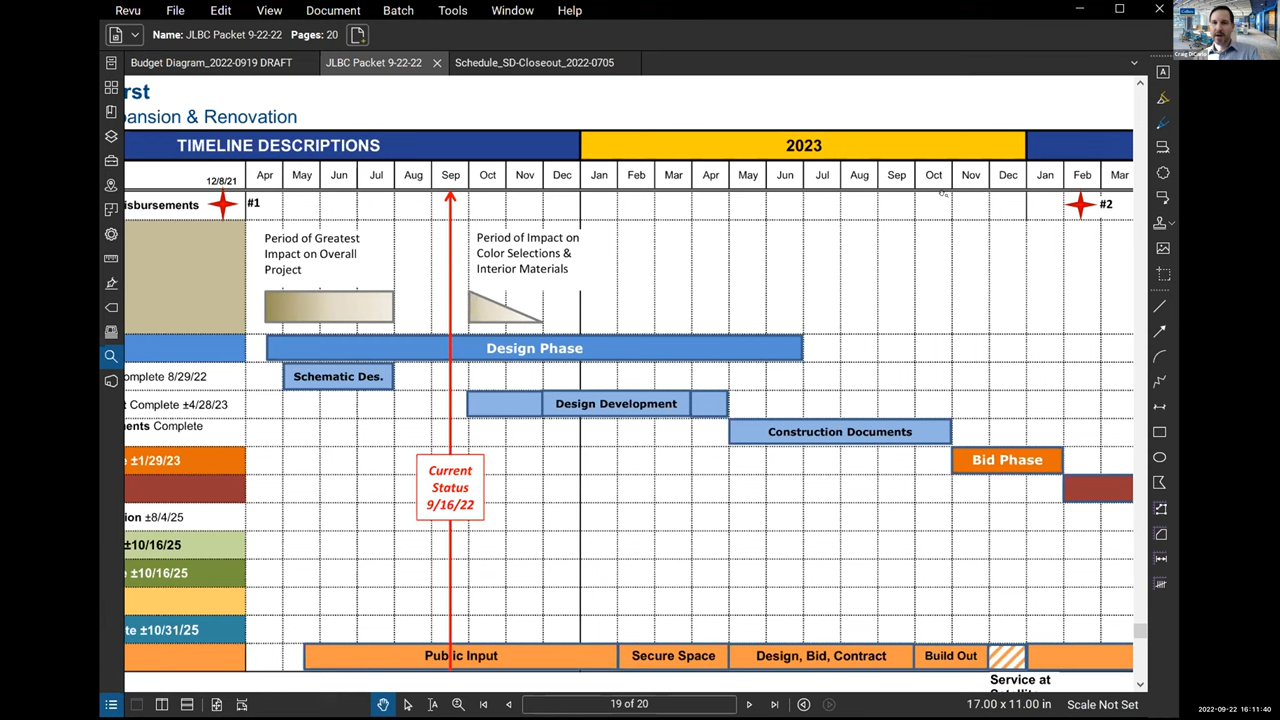 Revu File Edit View Document Batch Tools Window Help
Name: JLBC Packet 9-22-22 Pages: 20
Budget Diagram_2022-0919 DRAFT JLBC Packet 9-22-22 Schedule_SD-Closeout_2022-0705
rst
pansion & Renovation
TIMELINE DESCRIPTIONS 2023
12/8/21 Apr May Jun Jul Aug Sep Oct Nov Dec Jan Feb Mar Apr May Jun Jul Aug Sep Oct Nov Dec Jan Feb Mar
isbursements #1 #2
Period of Greatest
Impact on Overall
Project
Period of Impact on
Color Selections &
Interior Materials
Design Phase
omplete 8/29/22 Schematic Des.
t Complete ±4/28/23 Design Development
ents Complete Construction Documents
±1/29/23 Bid Phase
Current
Status
9/16/22
ion ±8/4/25
±10/16/25
±10/16/25
te ±10/31/25
Public Input Secure Space Design, Bid, Contract Build Out
Service at
19 of 20 17.00 x 11.00 in Scale Not Set
2022-09-22 16:11:40